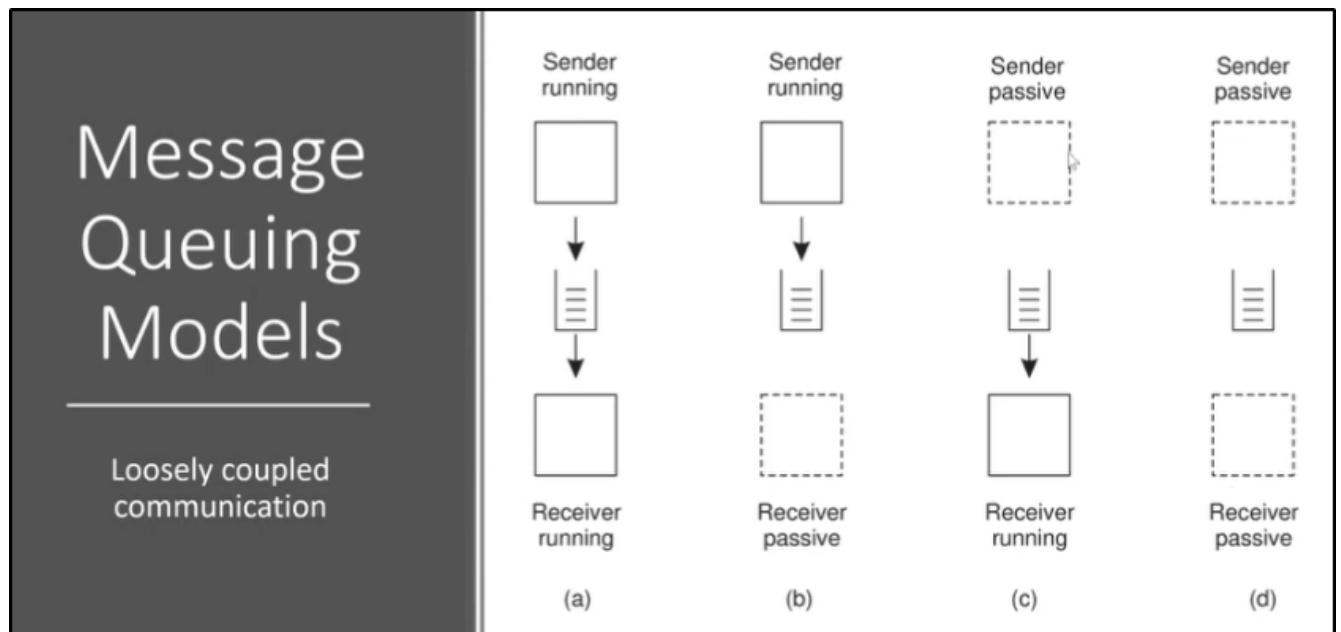 Message
Queuing
Models
Loosely coupled
communication
Sender
running
Sender
running
Sender
passive
Sender
passive
Receiver
running
Receiver
passive
Receiver
running
Receiver
passive
(a)
(b)
(c)
(d)